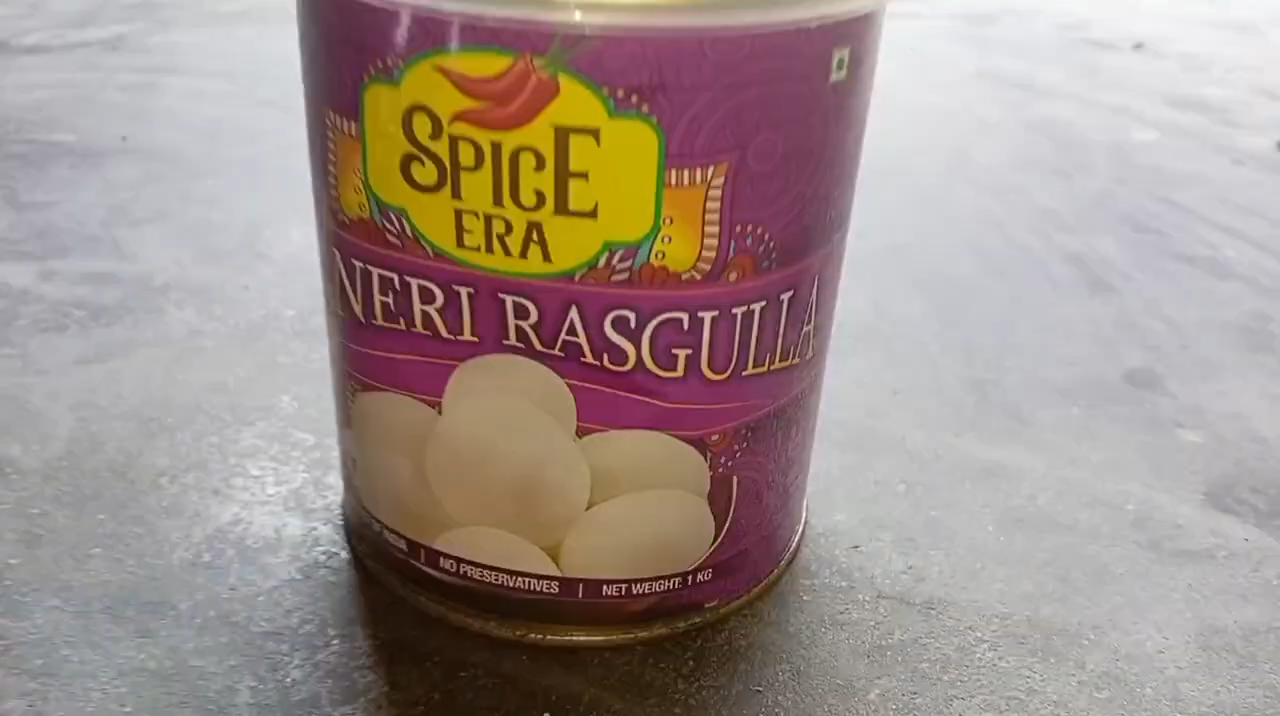 SPICE
ERA
NERI RASGULLA
NO PRESERVATIVES | NET WEIGHT: 1 KG